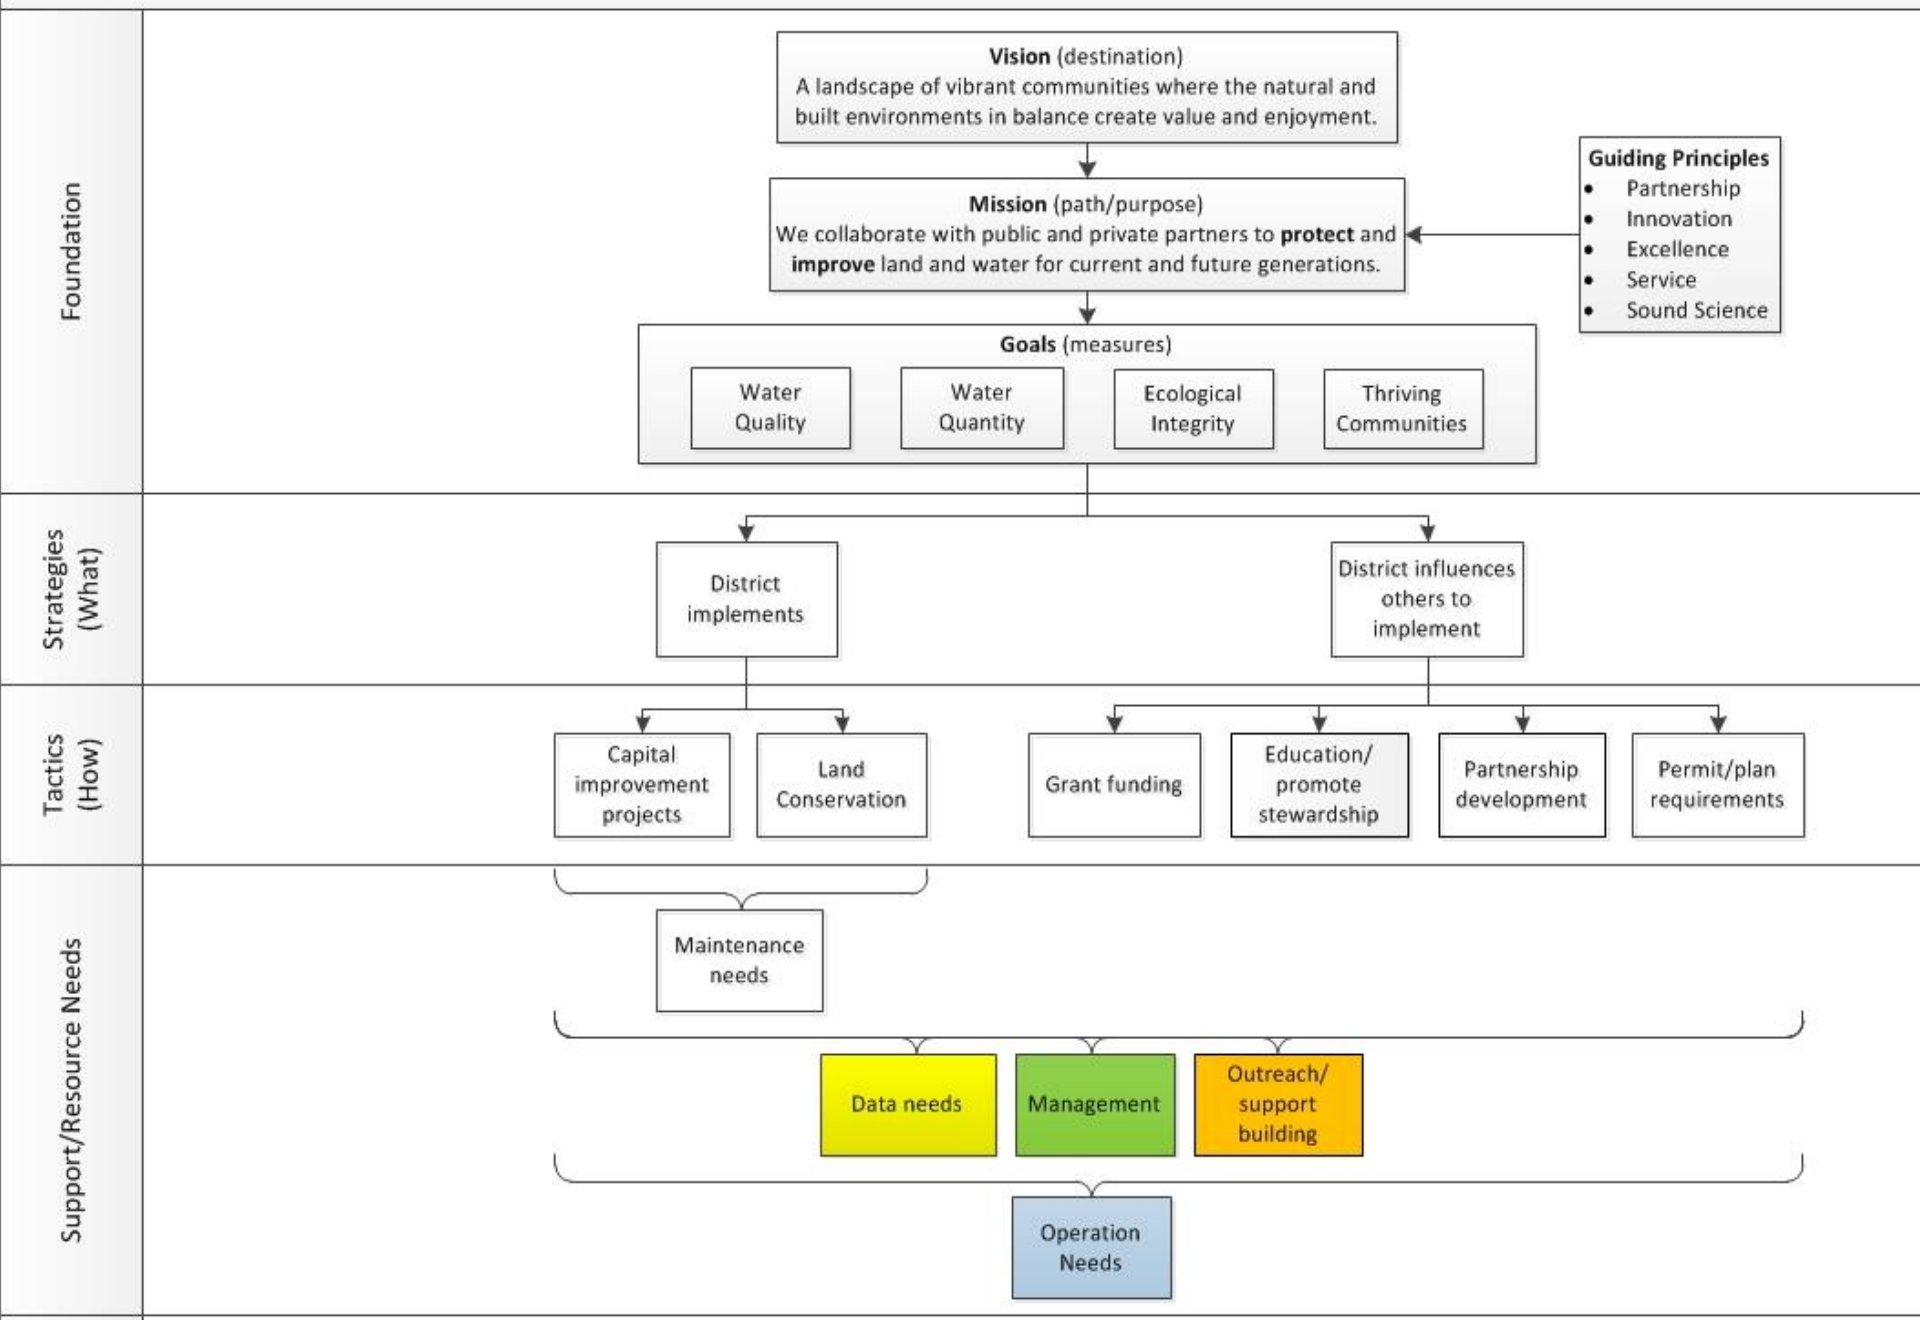 Foundation
Vision (destination)
A landscape of vibrant communities where the natural and
built environments in balance create value and enjoyment.
Mission (path/purpose)
We collaborate with public and private partners to protect and
improve land and water for current and future generations.
Guiding Principles
• Partnership
• Innovation
• Excellence
• Service
• Sound Science
Goals (measures)
Water
Quality
Water
Quantity
Ecological
Integrity
Thriving
Communities
Strategies
(What)
District
implements
District influences
others to
implement
Tactics
(How)
Capital
improvement
projects
Land
Conservation
Grant funding
Education/
promote
stewardship
Partnership
development
Permit/plan
requirements
Support/Resource Needs
Maintenance
needs
Data needs
Management
Outreach/
support
building
Operation
Needs